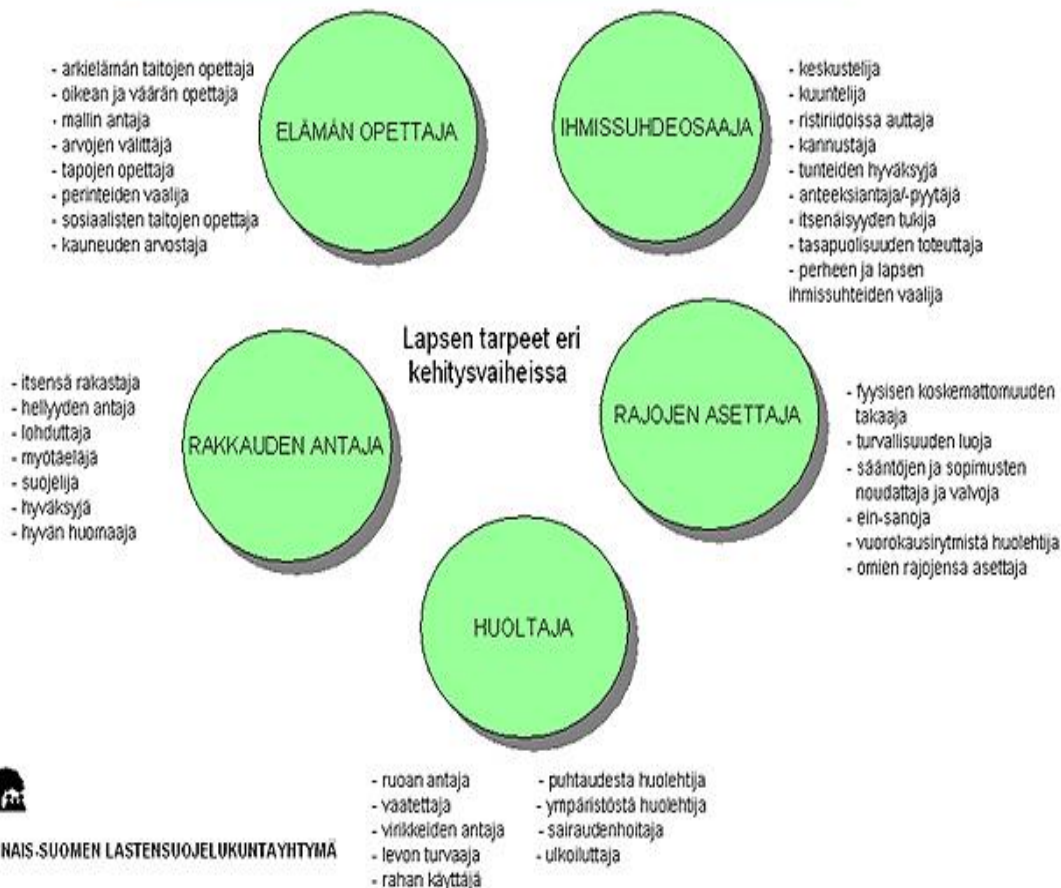 ELÄMÄN OPETTAJA
- arkielämän taitojen opettaja
- oikean ja väärän opettaja
- mallin antaja
- arvojen välittäjä
- tapojen opettaja
- perinteiden vaalija
- sosiaalisten taitojen opettaja
- kauneuden arvostaja
IHMISSUHDEOSAAJA
- keskustelija
- kuuntelija
- ristiriidoissa auttaja
- kannustaja
- tunteiden hyväksyjä
- anteeksiantaja/-pyytäjä
- itsenäisyyden tukija
- tasapuolisuuden toteuttaja
- perheen ja lapsen
ihmissuhteiden vaalija
Lapsen tarpeet eri
kehitysvaiheissa
- itsensä rakastaja
- hellyyden antaja
- lohduttaja
- myötäeläjä
- suojelija
- hyväksyjä
- hyvän huomaaja
RAKKAUDEN ANTAJA
RAJOJEN ASETTAJA
- fyysisen koskemattomuuden
takaaja
- turvallisuuden luoja
- sääntöjen ja sopimusten
noudattaja ja valvoja
- ein-sanoja
- vuorokausirytmistä huolehtija
- omien rajojensa asettaja
HUOLTAJA
- ruoan antaja
- vaatettaja
- virikkeiden antaja
- levon turvaaja
- rahan käyttäjä
- puhtaudesta huolehtija
- ympäristöstä huolehtija
- sairaudenhoitaja
- ulkoiluttaja
NAIS-SUOMEN LASTENSUOJELUKUNTAYHTYMÄ